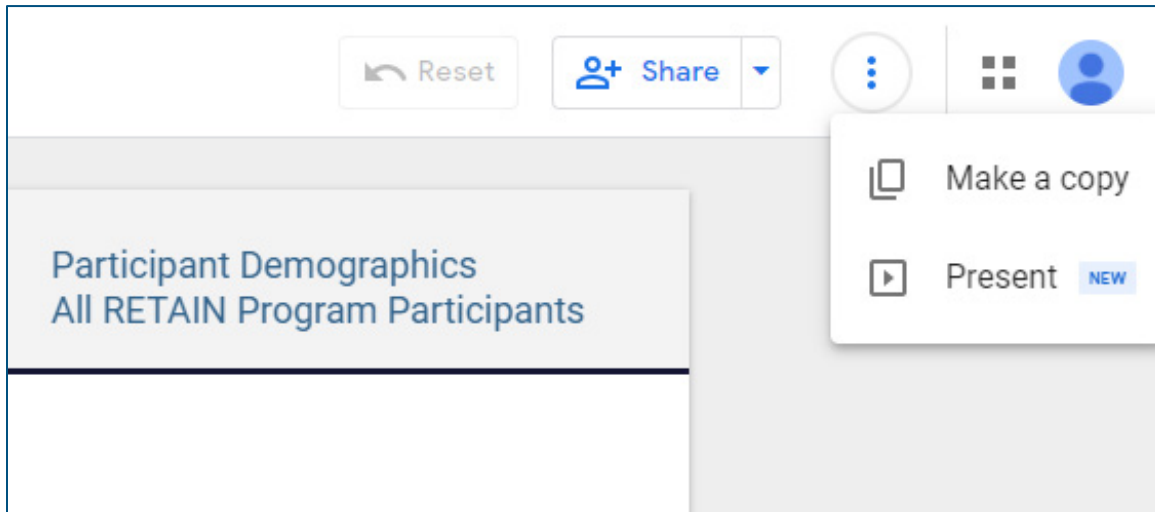 Reset
Share
Make a copy
Present NEW
Participant Demographics
All RETAIN Program Participants